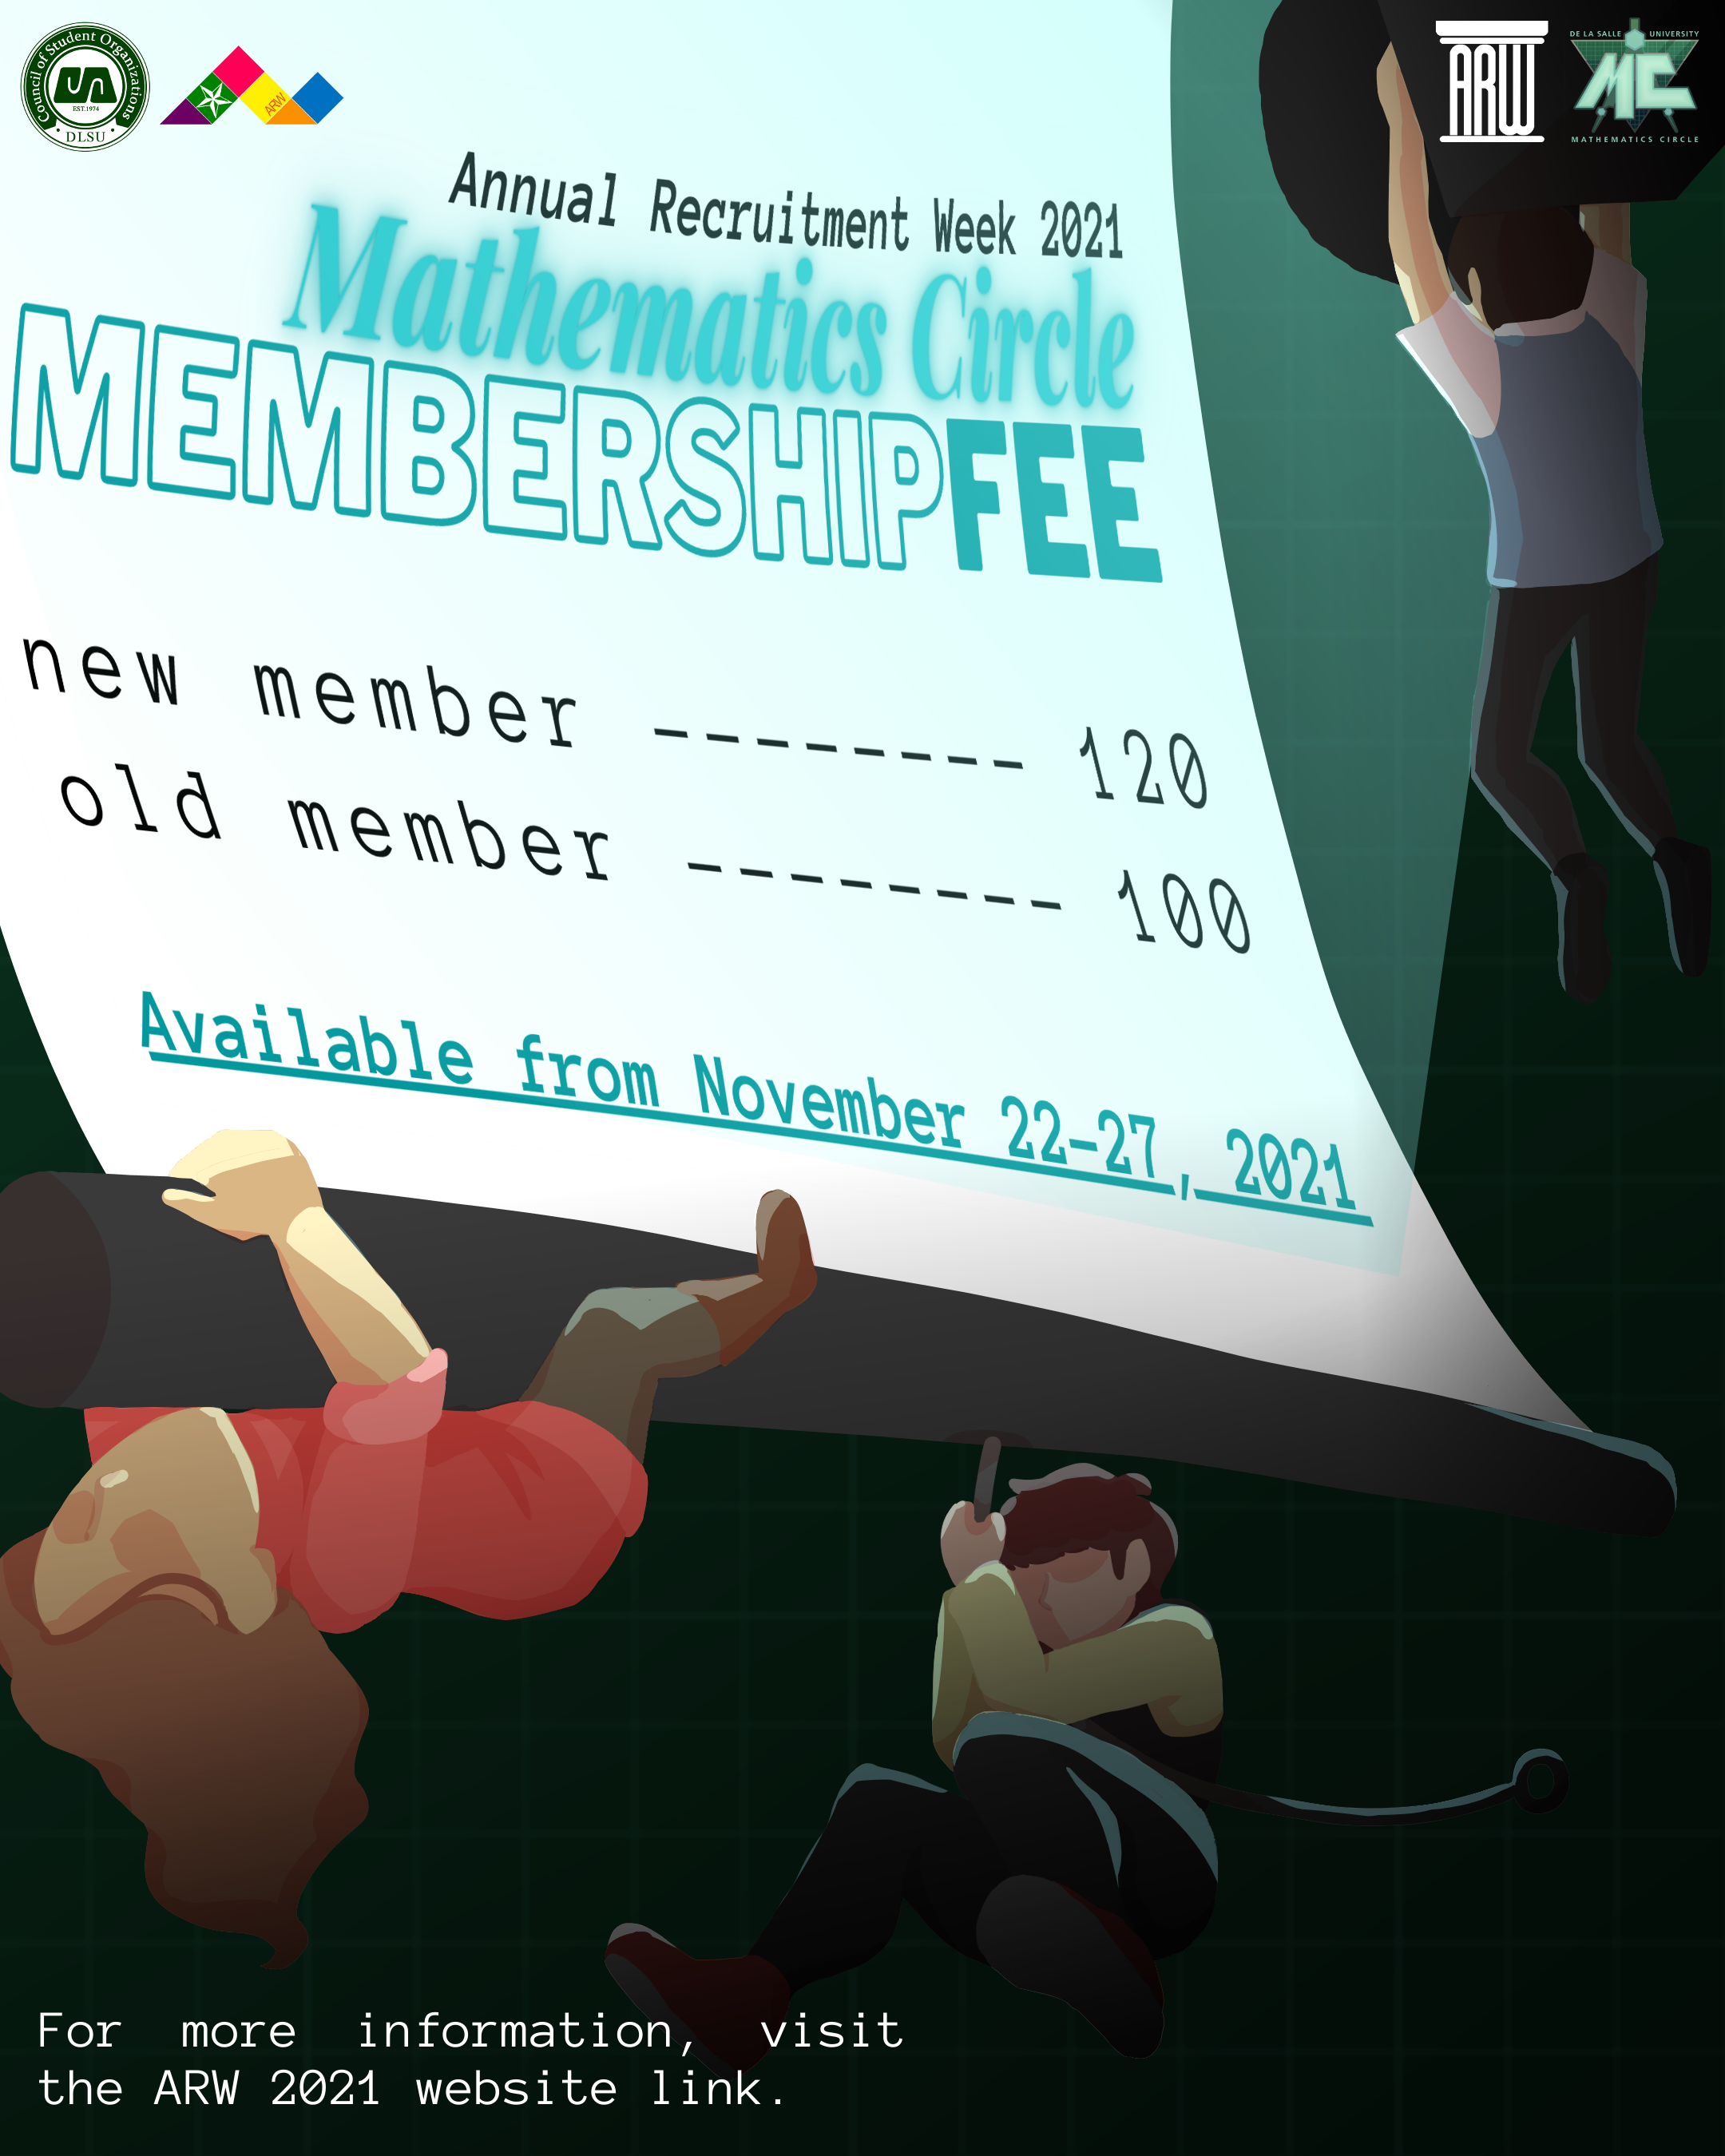 Council of Student Organizations
EST.1974
DLSU
ARW
ARW
DE LA SALLE UNIVERSITY
MC
MATHEMATICS CIRCLE
Annual Recruitment Week 2021
Mathematics Circle
MEMBERSHIPFEE
new member -------- 120
old member -------- 100
Available from November 22-27, 2021
For more information, visit
the ARW 2021 website link.